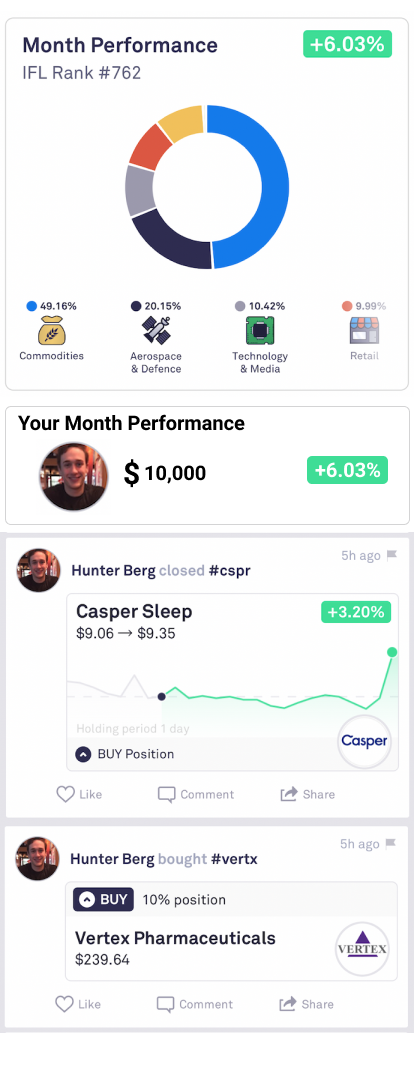 Month Performance
+6.03%
IFL Rank #762
49.16%
20.15%
10.42%
9.99%
Commodities
Aerospace
& Defence
Technology
& Media
Retail
Your Month Performance
$ 10,000
+6.03%
5h ago
Hunter Berg closed #cspr
Casper Sleep
+3.20%
$9.06 → $9.35
Holding period 1 day
Casper
BUY Position
Like Comment Share
5h ago
Hunter Berg bought #vertx
BUY 10% position
Vertex Pharmaceuticals
$239.64
VERTEX
Like Comment Share